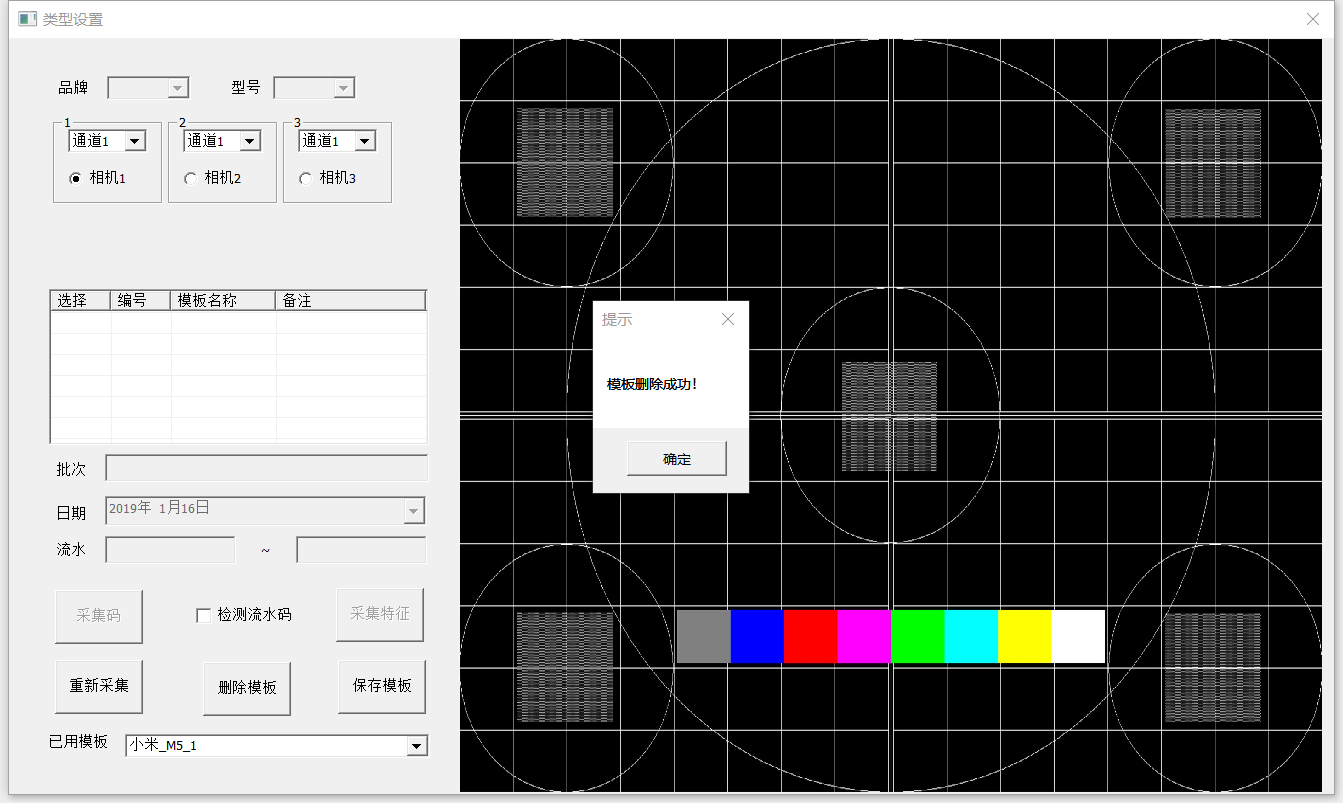 类型设置
品牌
型号
1 2 3
通道1 通道1 通道1
相机1 相机2 相机3
选择 编号 模板名称 备注
提示
模板删除成功!
确定
批次
日期 2019年 1月16日
流水 ~
采集码 检测流水码 采集特征
重新采集 删除模板 保存模板
已用模板 小米_M5_1